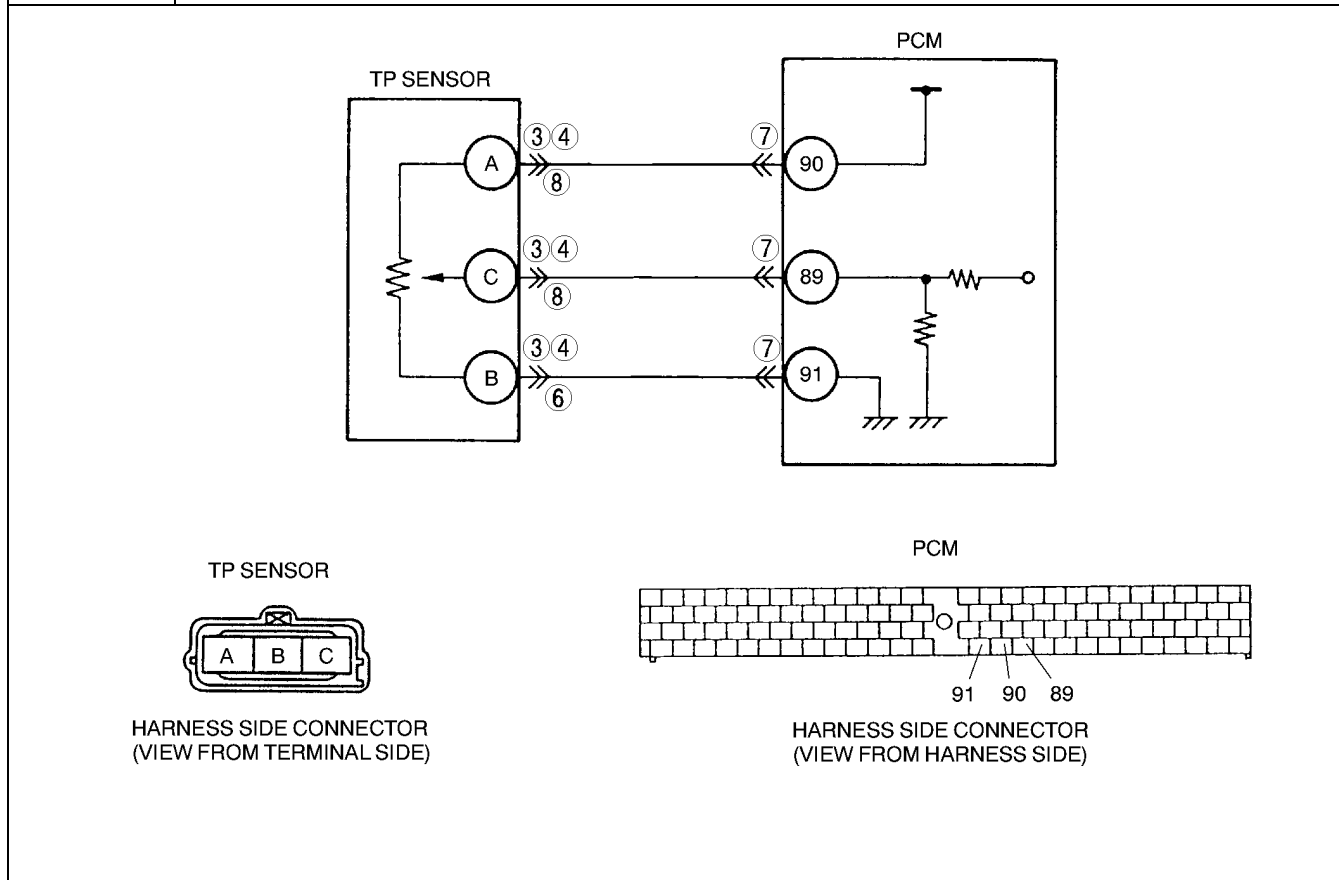 PCM
TP SENSOR
A ③④ ⑧ ⑦ 90
C ③④ ⑧ ⑦ 89
B ③④ ⑥ ⑦ 91
PCM
TP SENSOR
A B C
91 90 89
HARNESS SIDE CONNECTOR
(VIEW FROM TERMINAL SIDE)
HARNESS SIDE CONNECTOR
(VIEW FROM HARNESS SIDE)